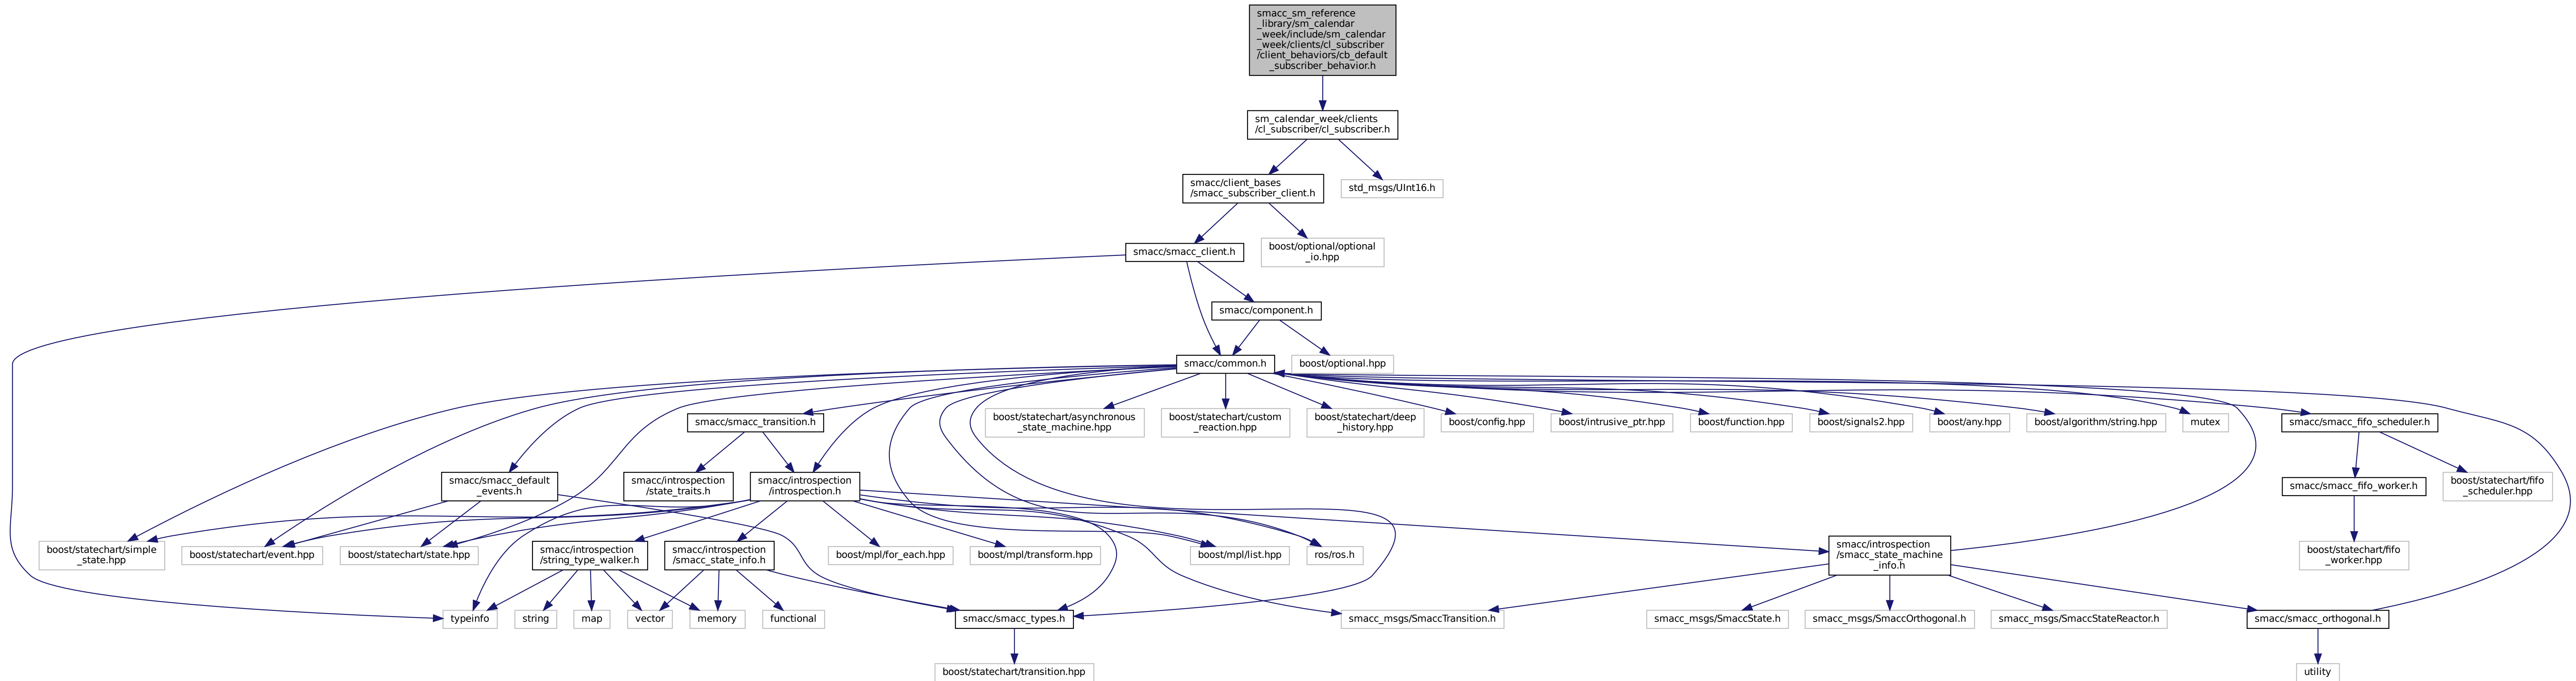 smacc_sm_reference
_library/sm_calendar
_week/include/sm_calendar
_week/clients/cl_subscriber
/client_behaviors/cb_default
_subscriber_behavior.h
sm_calendar_week/clients
/cl_subscriber/cl_subscriber.h
smacc/client_bases
/smacc_subscriber_client.h
std_msgs/UInt16.h
smacc/smacc_client.h
boost/optional/optional
_io.hpp
smacc/component.h
smacc/common.h
boost/optional.hpp
smacc/smacc_transition.h
boost/statechart/asynchronous
_state_machine.hpp
boost/statechart/custom
_reaction.hpp
boost/statechart/deep
_history.hpp
boost/config.hpp
boost/intrusive_ptr.hpp
boost/function.hpp
boost/signals2.hpp
boost/any.hpp
boost/algorithm/string.hpp
mutex
smacc/smacc_fifo_scheduler.h
smacc/smacc_default
_events.h
smacc/introspection
/state_traits.h
smacc/introspection
/introspection.h
smacc/smacc_fifo_worker.h
boost/statechart/fifo
_scheduler.hpp
boost/statechart/simple
_state.hpp
boost/statechart/event.hpp
boost/statechart/state.hpp
smacc/introspection
/string_type_walker.h
smacc/introspection
/smacc_state_info.h
boost/mpl/for_each.hpp
boost/mpl/transform.hpp
boost/mpl/list.hpp
ros/ros.h
smacc/introspection
/smacc_state_machine
_info.h
boost/statechart/fifo
_worker.hpp
typeinfo
string
map
vector
memory
functional
smacc/smacc_types.h
smacc_msgs/SmaccTransition.h
smacc_msgs/SmaccState.h
smacc_msgs/SmaccOrthogonal.h
smacc_msgs/SmaccStateReactor.h
smacc/smacc_orthogonal.h
boost/statechart/transition.hpp
utility